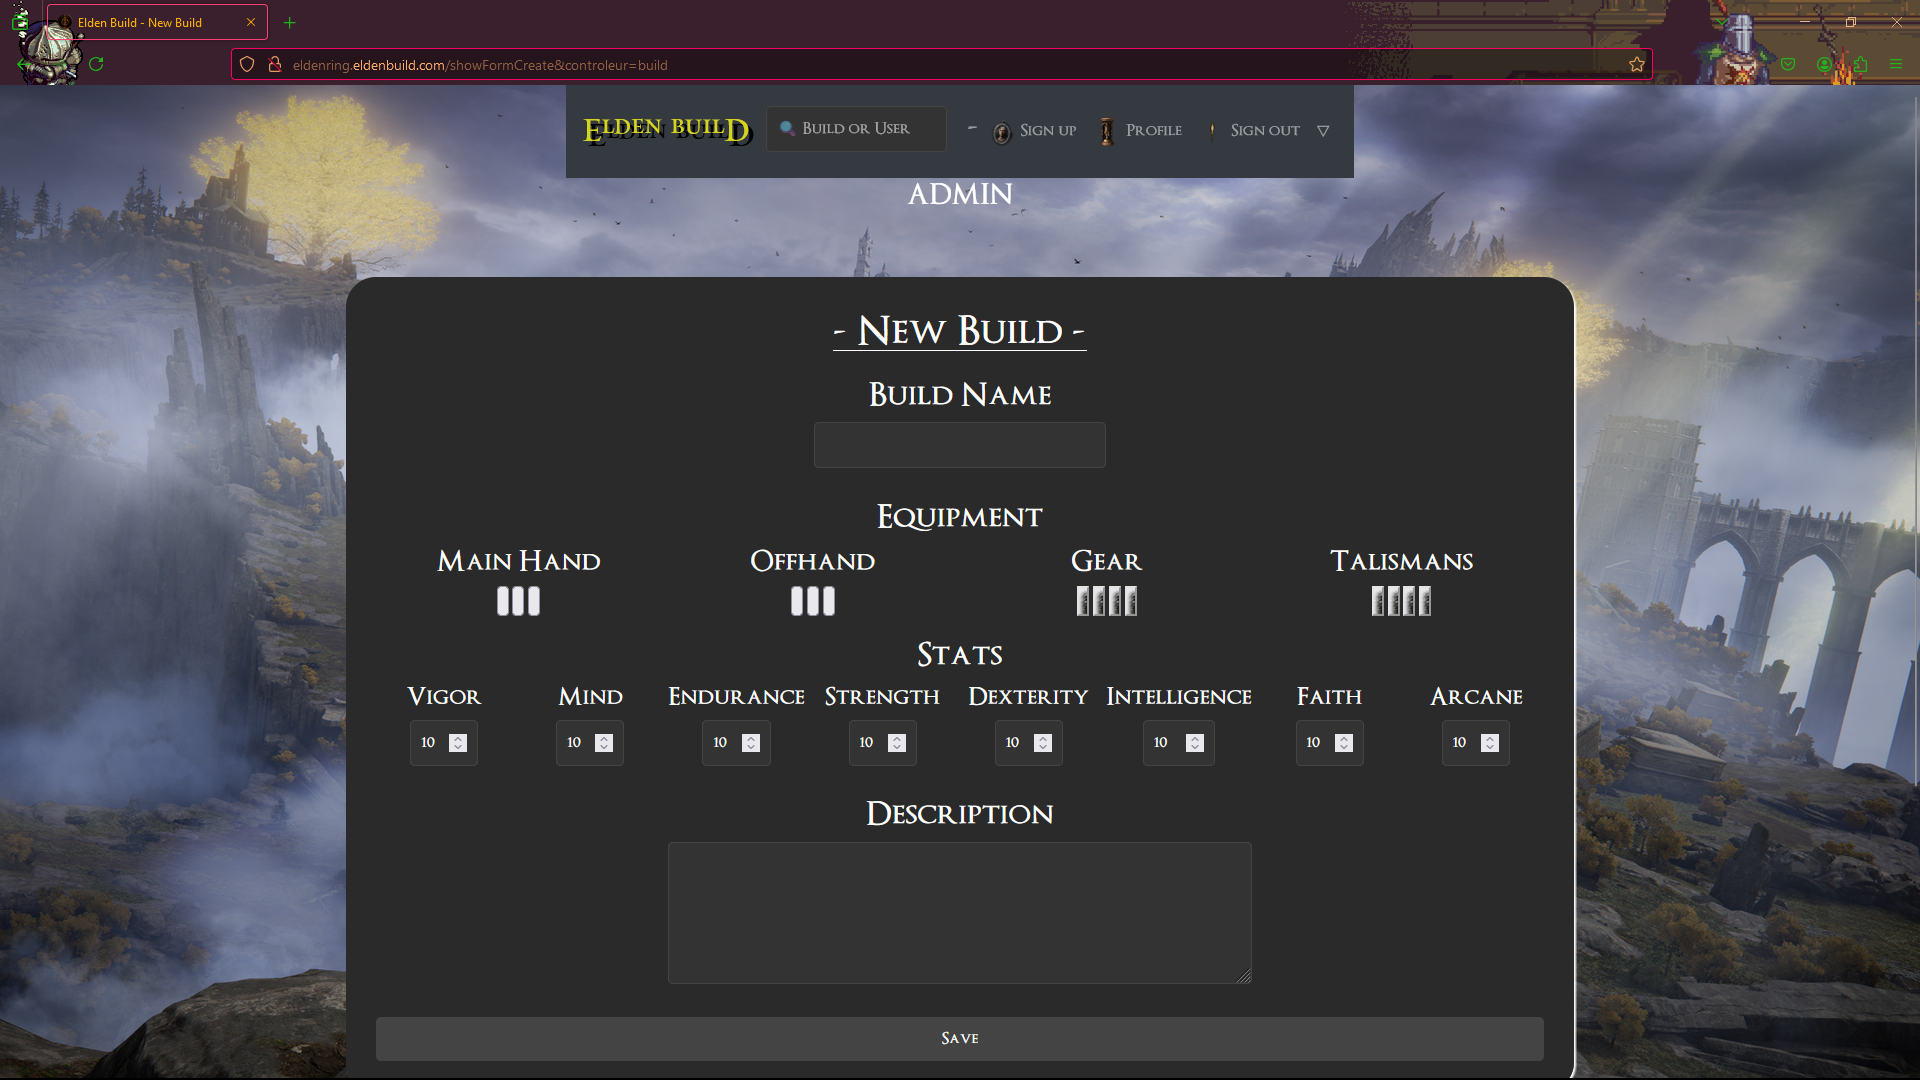 Elden Build - New Build
eldenring.eldenbuild.com/showFormCreate&controleur=build
Elden Build
Build or User
Sign up
Profile
Sign out
ADMIN
- New Build -
Build Name
Equipment
Main Hand Offhand Gear Talismans
Stats
Vigor Mind Endurance Strength Dexterity Intelligence Faith Arcane
10 10 10 10 10 10 10 10
Description
Save